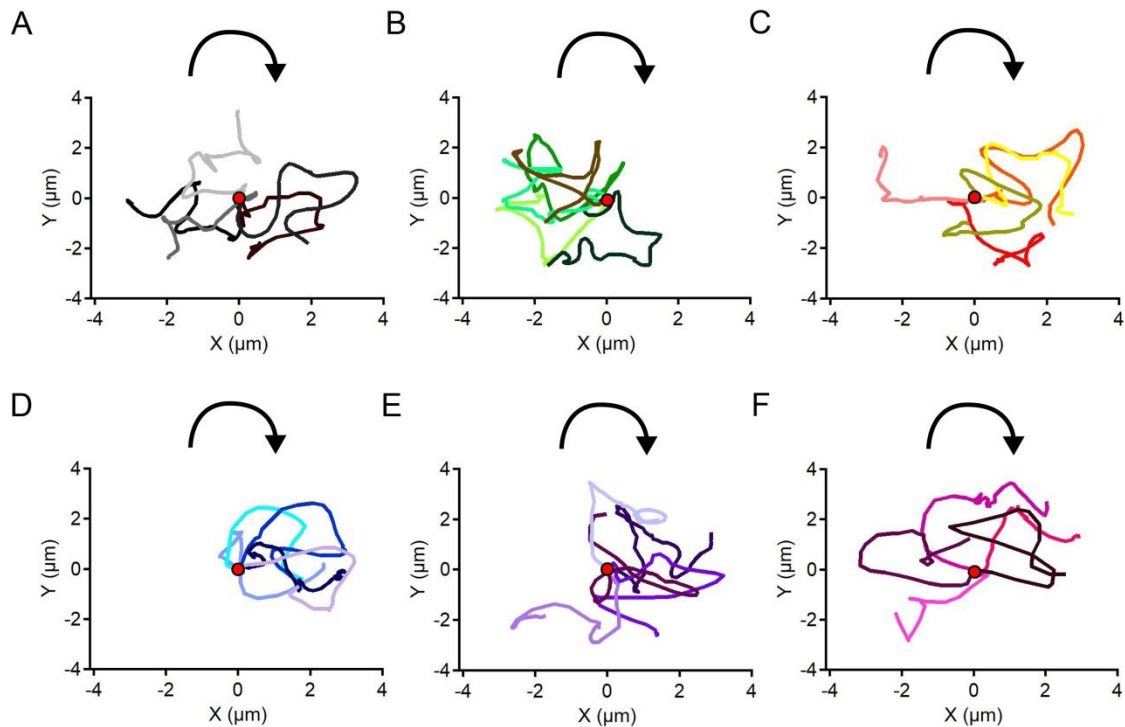 A B C
4 4 4
2 2 2
Y (µm) 0 Y (µm) 0 Y (µm) 0
-2 -2 -2
-4 -4 -4
-4 -2 0 2 4 -4 -2 0 2 4 -4 -2 0 2 4
X (µm) X (µm) X (µm)
D E F
4 4 4
2 2 2
Y (µm) 0 Y (µm) 0 Y (µm) 0
-2 -2 -2
-4 -4 -4
-4 -2 0 2 4 -4 -2 0 2 4 -4 -2 0 2 4
X (µm) X (µm) X (µm)